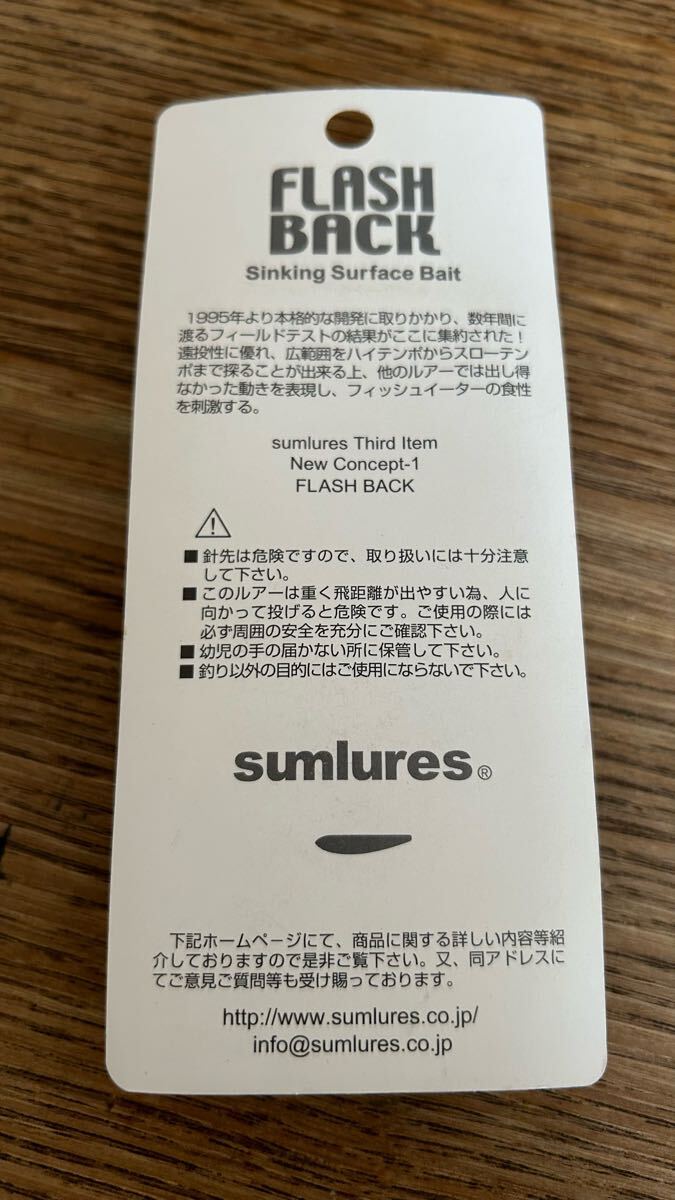 FLASH
BACK
Sinking Surface Bait
1995年より本格的な開発に取りかかり、数年間に
渡るフィールドテストの結果がここに集約された！
遠投性に優れ、広範囲をハイテンポからスローテン
ポまで探ることが出来る上、他のルアーでは出し得
なかった動きを表現し、フィッシュイーターの食性
を刺激する。
sumlures Third Item
New Concept-1
FLASH BACK
■針先は危険ですので、取り扱いには十分注意
して下さい。
■このルアーは重く飛距離が出やすい為、人に
向かって投げると危険です。ご使用の際には
必ず周囲の安全を充分にご確認下さい。
■幼児の手の届かない所に保管して下さい。
■釣り以外の目的にはご使用にならないで下さい。
sumlures®
下記ホームページにて、商品に関する詳しい内容等紹
介しておりますので是非ご覧下さい。又、同アドレスに
てご意見ご質問等も受け賜っております。
http://www.sumlures.co.jp/
info@sumlures.co.jp